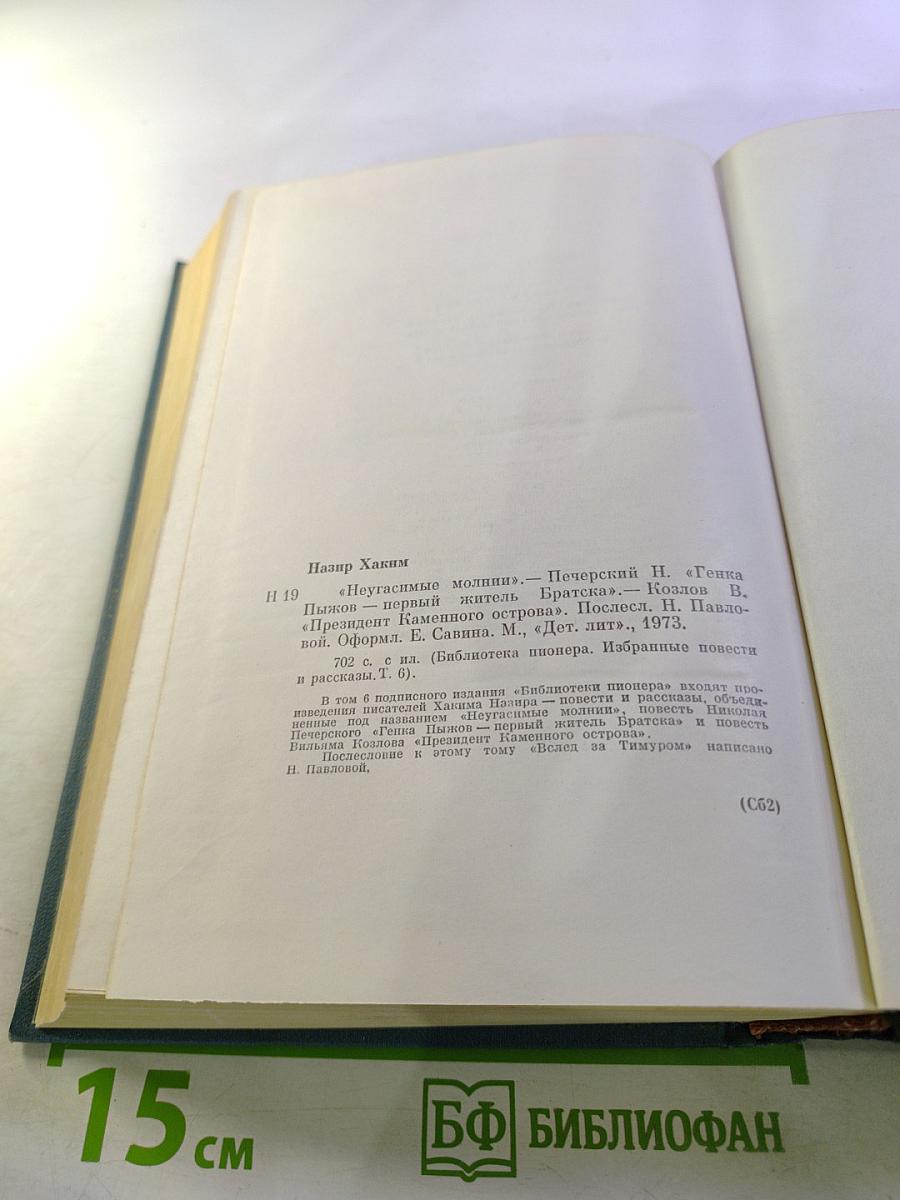 Назир Хаким
Н 19 «Неугасимые молнии».— Печерский Н. «Генка
Пыжов — первый житель Братска».— Козлов В.
«Президент Каменного острова». Послесл. Н. Павло-
вой. Оформл. Е. Савина. М., «Дет. лит»., 1973.
702 с. с ил. (Библиотека пионера. Избранные повести
и рассказы. Т. 6).
В том 6 подписного издания «Библиотеки пионера» входят про-
изведения писателей Хакима Назира — повести и рассказы, объеди-
ненные под названием «Неугасимые молнии», повесть Николая
Печерского «Генка Пыжов — первый житель Братска» и повесть
Вильяма Козлова «Президент Каменного острова».
Послесловие к этому тому «Вслед за Тимуром» написано
Н. Павловой,
(Сб2)
15 см
БФ БИБЛИОФАН